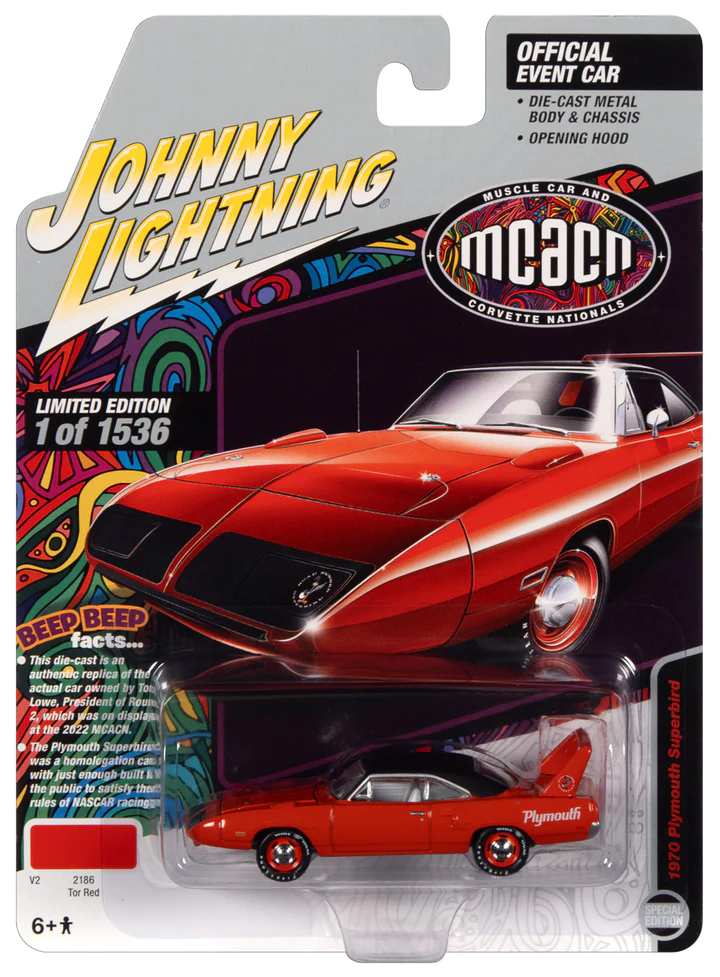 OFFICIAL
EVENT CAR
• DIE-CAST METAL
BODY & CHASSIS
• OPENING HOOD
JOHNNY
LIGHTNING®
MUSCLE CAR AND
mcacn
CORVETTE NATIONALS
LIMITED EDITION
1 of 1536
BEEP BEEP
facts...
• This die-cast is an
authentic replica of the
actual car owned by
Lowe, President of
2, which was on
at the 2022 MCACN.
• The Plymouth
was a homologation
with just enough built
the public to satisfy
rules of NASCAR racing
Plymouth
1970 Plymouth Superbird
V2 2186
Tor Red
6+
SPECIAL
EDITION